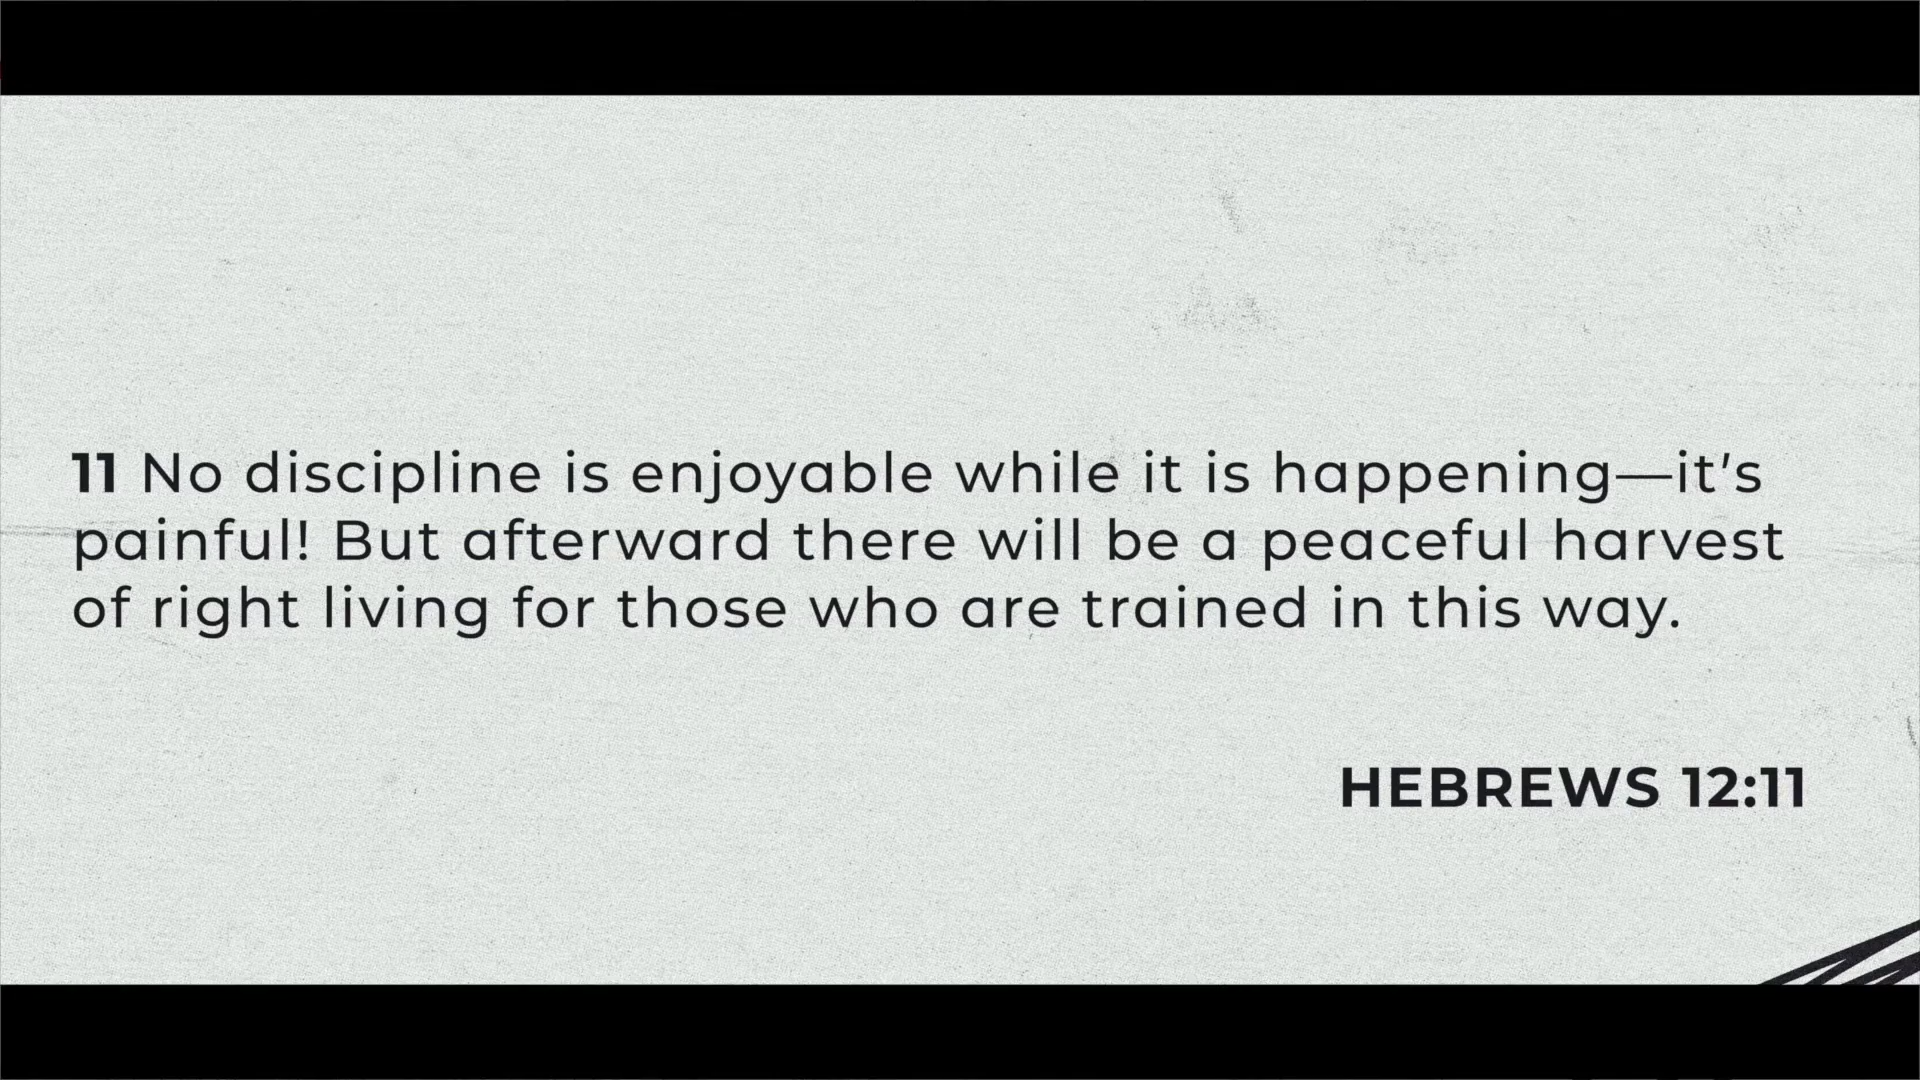 11 No discipline is enjoyable while it is happening—it's
painful! But afterward there will be a peaceful harvest
of right living for those who are trained in this way.
HEBREWS 12:11